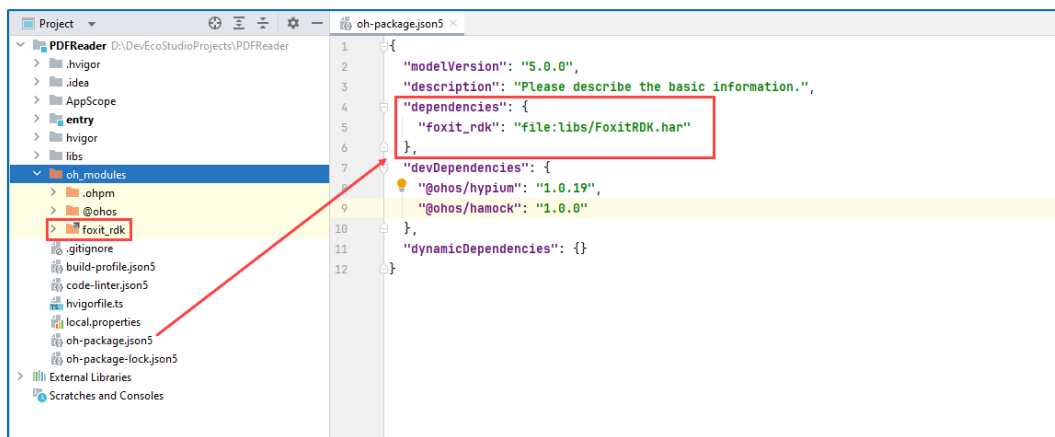 Project
PDFReader D:\DevEcoStudioProjects\PDFReader
.hvigor
.idea
AppScope
entry
hvigor
libs
oh_modules
.ohpm
@ohos
foxit_rdk
.gitignore
build-profile.json5
code-linter.json5
hvigorfile.ts
local.properties
oh-package.json5
oh-package-lock.json5
External Libraries
Scratches and Consoles
oh-package.json5
1 {
2 "modelVersion": "5.0.0",
3 "description": "Please describe the basic information.",
4 "dependencies": {
5 "foxit_rdk": "file:libs/FoxitRDK.har"
6 },
7 "devDependencies": {
8 "@ohos/hypium": "1.0.19",
9 "@ohos/hamock": "1.0.0"
10 },
11 "dynamicDependencies": {}
12 }